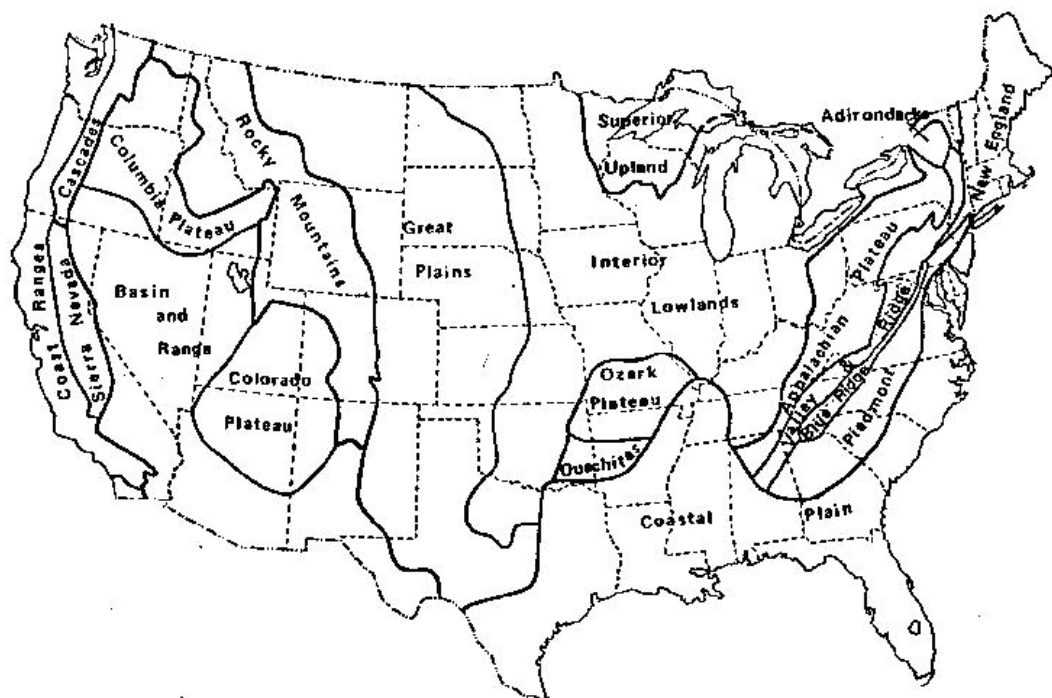 Superior
Upland
Adirondacks
New England
Cascades
Columbia Plateau
Rocky
Mountains
Great
Plains
Interior
Lowlands
Basin
and
Range
Coast Ranges
Sierra Nevada
Colorado
Plateau
Ozark
Plateau
Ouachitas
Appalachian Plateau
Valley & Ridge
Blue Ridge
Piedmont
Coastal Plain